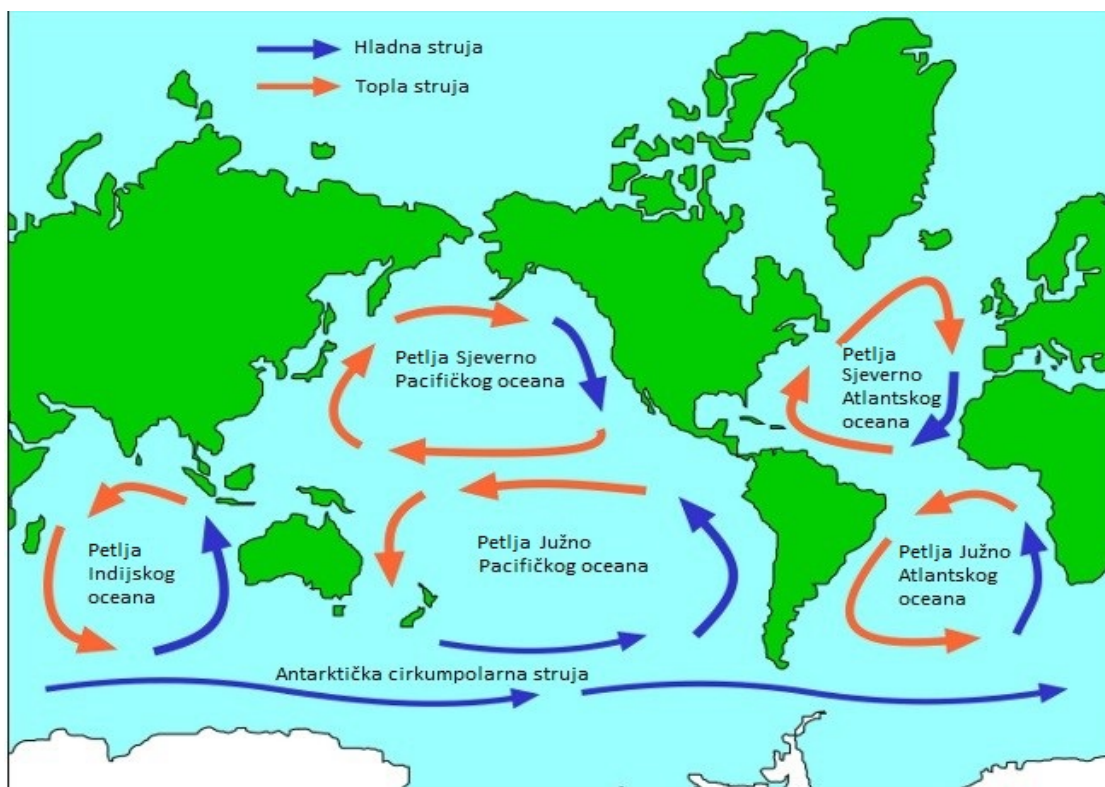 Hladna struja
Topla struja
Petlja Sjeverno
Pacifičkog oceana
Petlja
Sjeverno
Atlantskog
oceana
Petlja
Indijskog
oceana
Petlja Južno
Pacifičkog oceana
Petlja Južno
Atlantskog
oceana
Antarktička cirkumpolarna struja